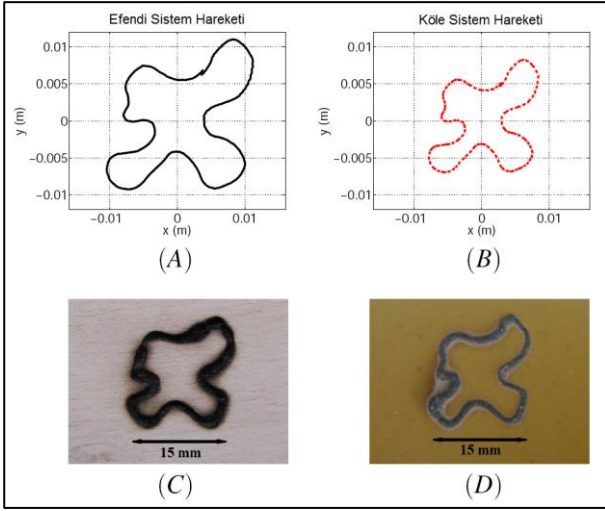 Efendi Sistem Hareketi
0.01
0.005
0
−0.005
−0.01
y (m)
−0.01
0
0.01
x (m)
(A)
Köle Sistem Hareketi
0.01
0.005
0
−0.005
−0.01
y (m)
−0.01
0
0.01
x (m)
(B)
15 mm
(C)
15 mm
(D)